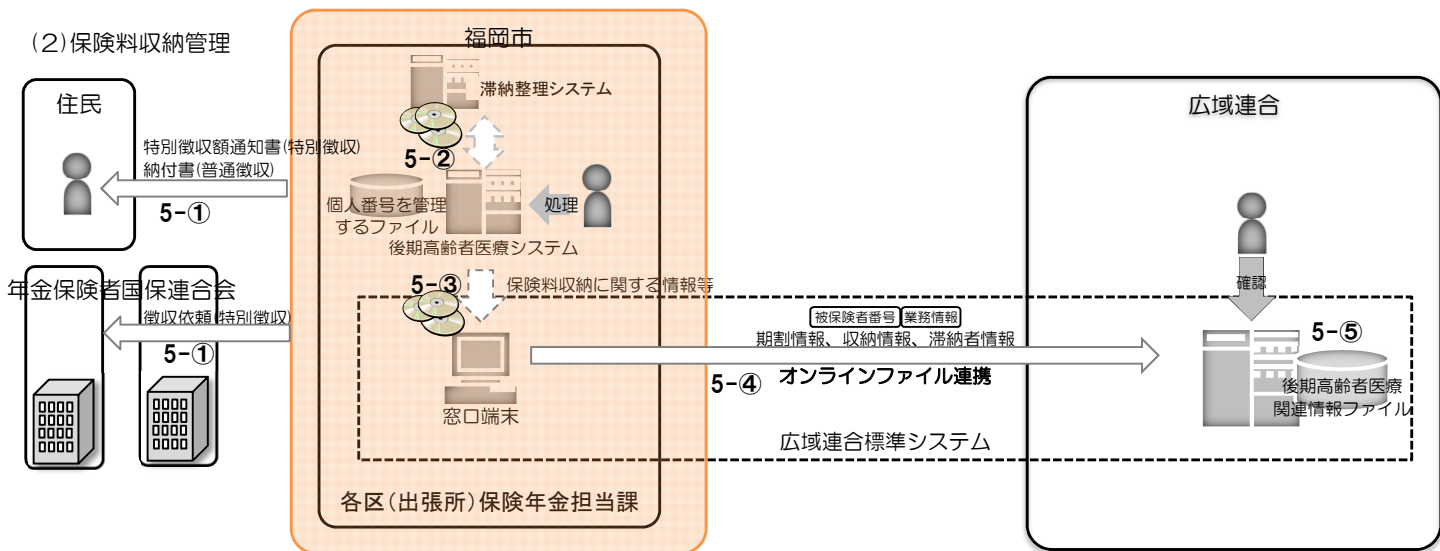 (2)保険料収納管理
福岡市
滞納整理システム
住民
特別徴収額通知書(特別徴収)
納付書(普通徴収)
5-①
5-②
個人番号を管理
するファイル
処理
後期高齢者医療システム
年金保険者
国保連合会
徴収依頼(特別徴収)
5-①
5-③
保険料収納に関する情報等
窓口端末
各区(出張所)保険年金担当課
被保険者番号 業務情報
期割情報、収納情報、滞納者情報
5-④
オンラインファイル連携
広域連合標準システム
広域連合
確認
5-⑤
後期高齢者医療
関連情報ファイル